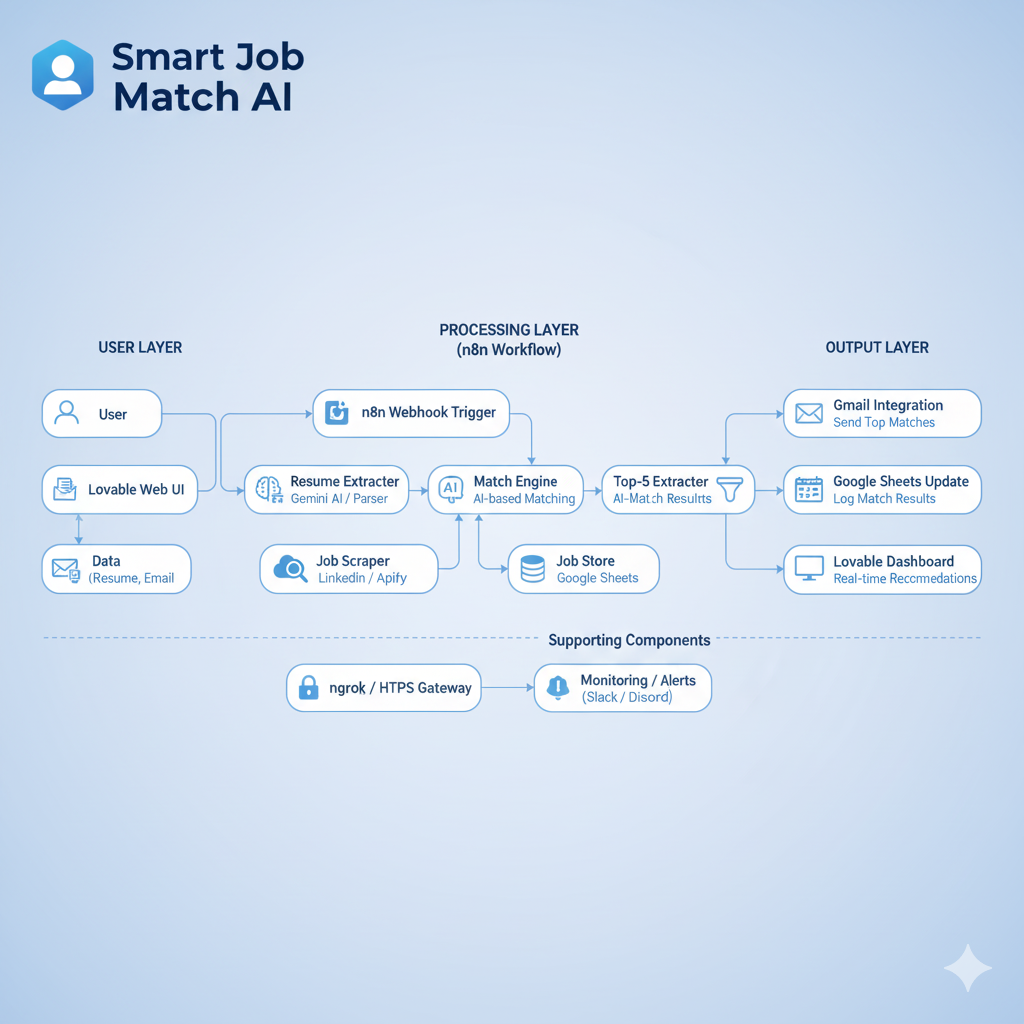 Smart Job
Match AI
USER LAYER
PROCESSING LAYER
(n8n Workflow)
OUTPUT LAYER
User
n8n Webhook Trigger
Gmail Integration
Send Top Matches
Lovable Web UI
Resume Extracter
Gemini AI / Parser
AI
Match Engine
AI-based Matching
Top-5 Extracter
AI-Match Results
Google Sheets Update
Log Match Results
Data
(Resume, Email
Job Scraper
Linkedin / Apify
Job Store
Google Sheets
Lovable Dashboard
Real-time Reccmedations
Supporting Components
ngrok / HTPS Gateway
Monitoring / Alerts
(Slack / Disord)